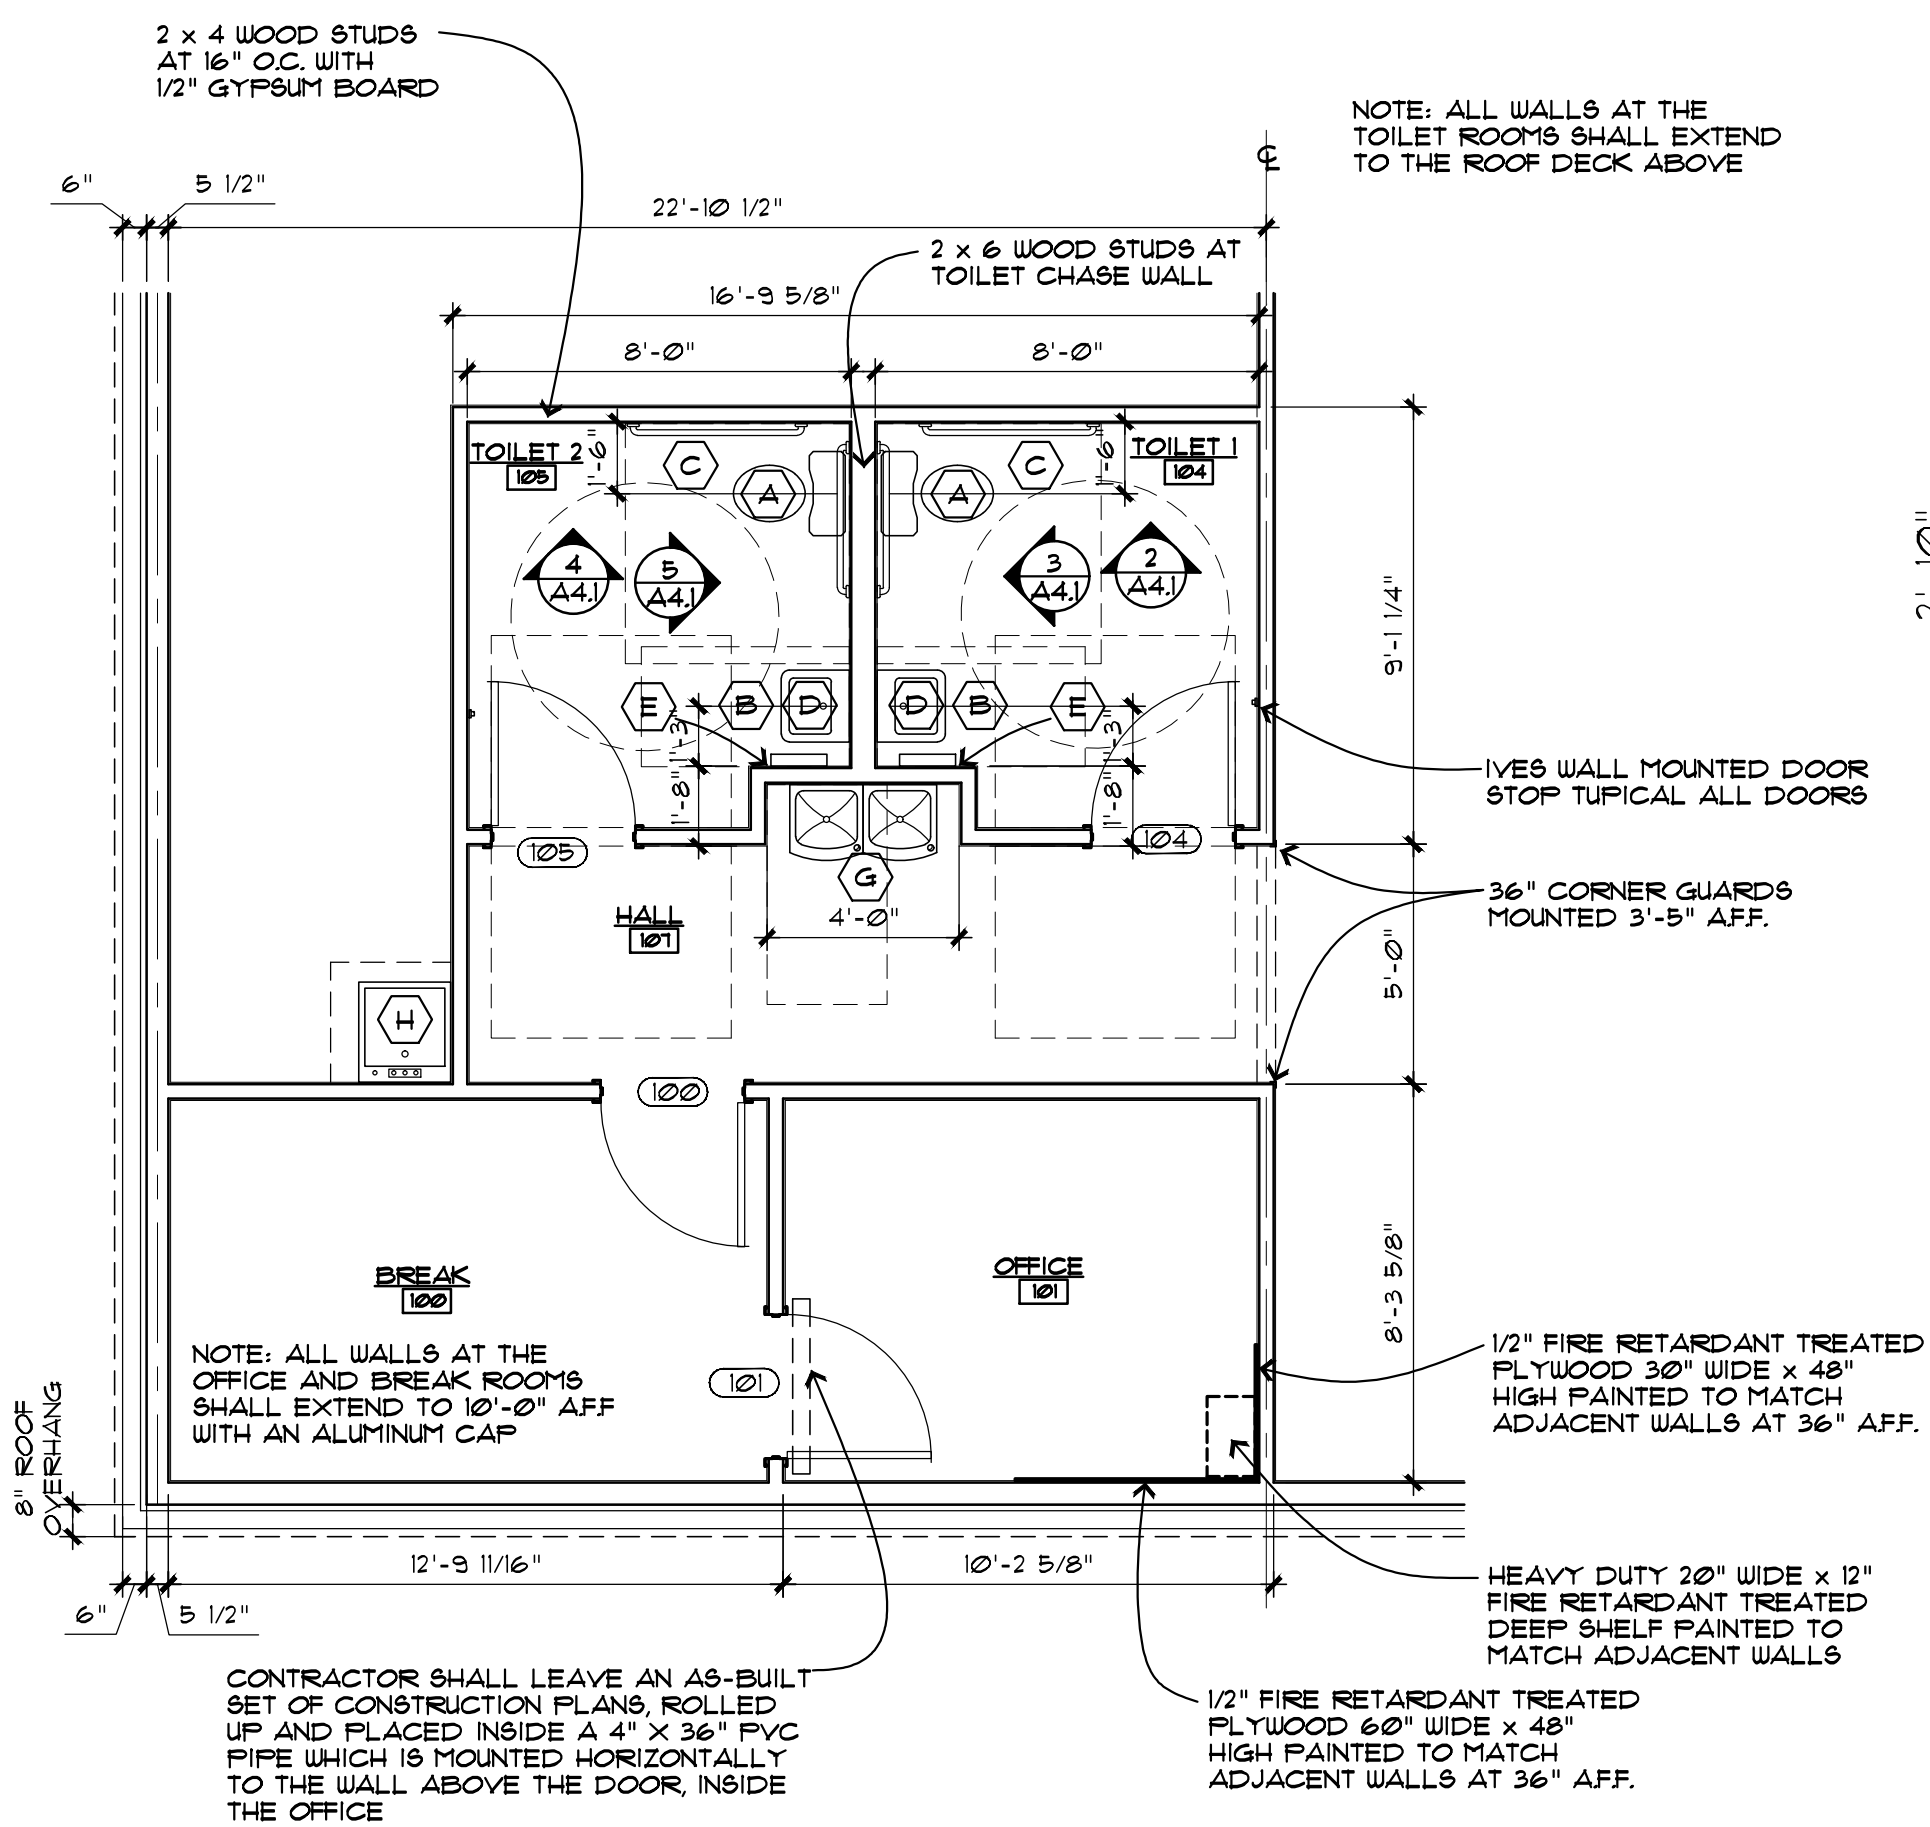 2 x 4 WOOD STUDS
AT 16" O.C. WITH
1/2" GYPSUM BOARD
NOTE: ALL WALLS AT THE
TOILET ROOMS SHALL EXTEND
TO THE ROOF DECK ABOVE
℄
6"
5 1/2"
22'-10 1/2"
2 x 6 WOOD STUDS AT
TOILET CHASE WALL
16'-9 5/8"
8'-0"
8'-0"
TOILET 2
105
1'-6"
C
A
A
C
1'-6"
TOILET 1
104
4
A4.1
5
A4.1
3
A4.1
2
A4.1
9'-1 1/4"
2'-10"
E
B
D
D
B
E
1'-3"
1'-3"
1'-8"
1'-8"
IVES WALL MOUNTED DOOR
STOP TUPICAL ALL DOORS
105
104
G
36" CORNER GUARDS
MOUNTED 3'-5" A.F.F.
HALL
107
4'-0"
5'-0"
H
100
BREAK
100
OFFICE
101
8'-3 5/8"
NOTE: ALL WALLS AT THE
OFFICE AND BREAK ROOMS
SHALL EXTEND TO 10'-0" A.F.F
WITH AN ALUMINUM CAP
101
1/2" FIRE RETARDANT TREATED
PLYWOOD 30" WIDE x 48"
HIGH PAINTED TO MATCH
ADJACENT WALLS AT 36" A.F.F.
8" ROOF
OVERHANG
12'-9 11/16"
10'-2 5/8"
6"
5 1/2"
HEAVY DUTY 20" WIDE x 12"
FIRE RETARDANT TREATED
DEEP SHELF PAINTED TO
MATCH ADJACENT WALLS
CONTRACTOR SHALL LEAVE AN AS-BUILT
SET OF CONSTRUCTION PLANS, ROLLED
UP AND PLACED INSIDE A 4" X 36" PVC
PIPE WHICH IS MOUNTED HORIZONTALLY
TO THE WALL ABOVE THE DOOR, INSIDE
THE OFFICE
1/2" FIRE RETARDANT TREATED
PLYWOOD 60" WIDE x 48"
HIGH PAINTED TO MATCH
ADJACENT WALLS AT 36" A.F.F.